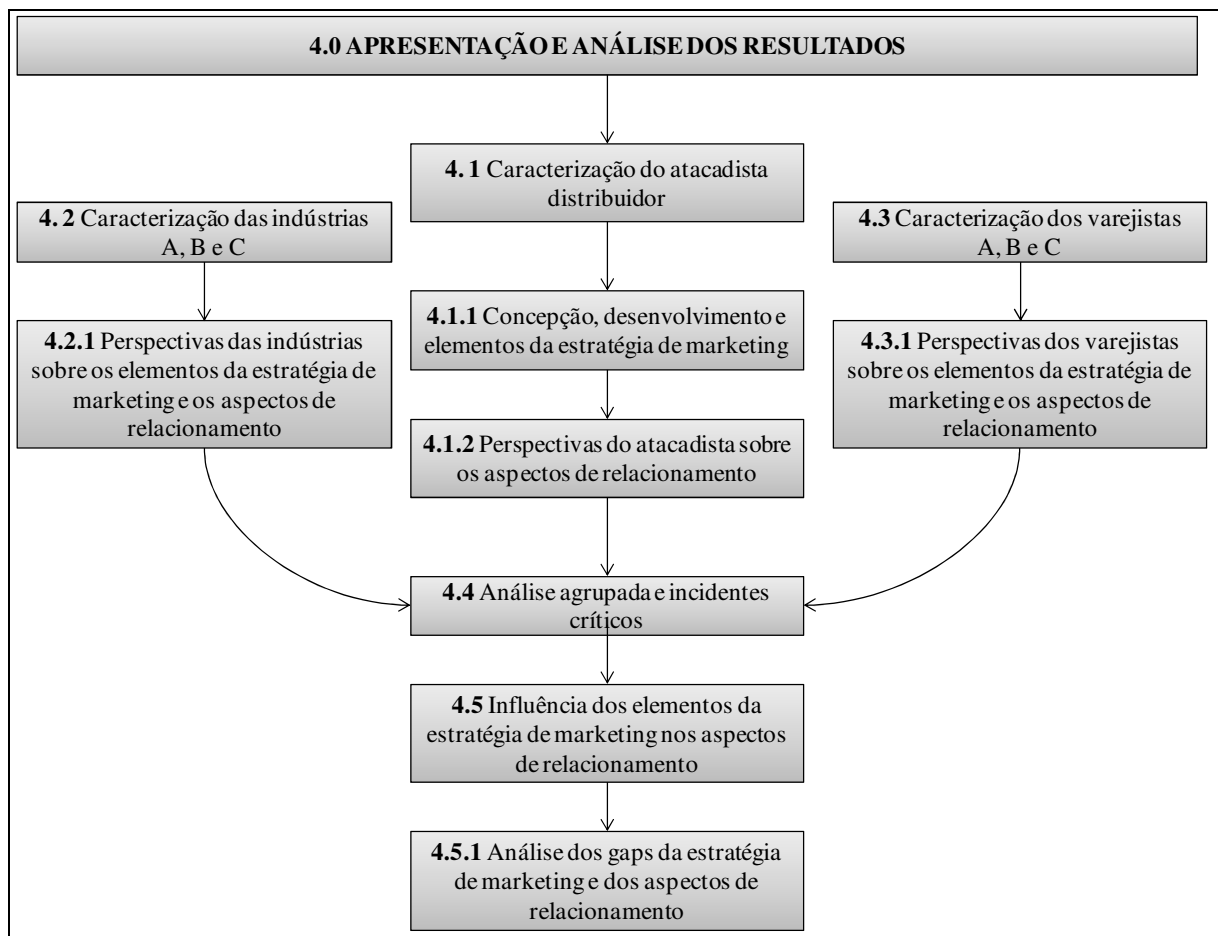 4.0 APRESENTAÇÃO E ANÁLISE DOS RESULTADOS
4. 1 Caracterização do atacadista
distribuidor
4. 2 Caracterização das indústrias
A, B e C
4.3 Caracterização dos varejistas
A, B e C
4.1.1 Concepção, desenvolvimento e
elementos da estratégia de marketing
4.2.1 Perspectivas das indústrias
sobre os elementos da estratégia de
marketing e os aspectos de
relacionamento
4.3.1 Perspectivas dos varejistas
sobre os elementos da estratégia de
marketing e os aspectos de
relacionamento
4.1.2 Perspectivas do atacadista sobre
os aspectos de relacionamento
4.4 Análise agrupada e incidentes
críticos
4.5 Influência dos elementos da
estratégia de marketing nos aspectos
de relacionamento
4.5.1 Análise dos gaps da estratégia
de marketing e dos aspectos de
relacionamento